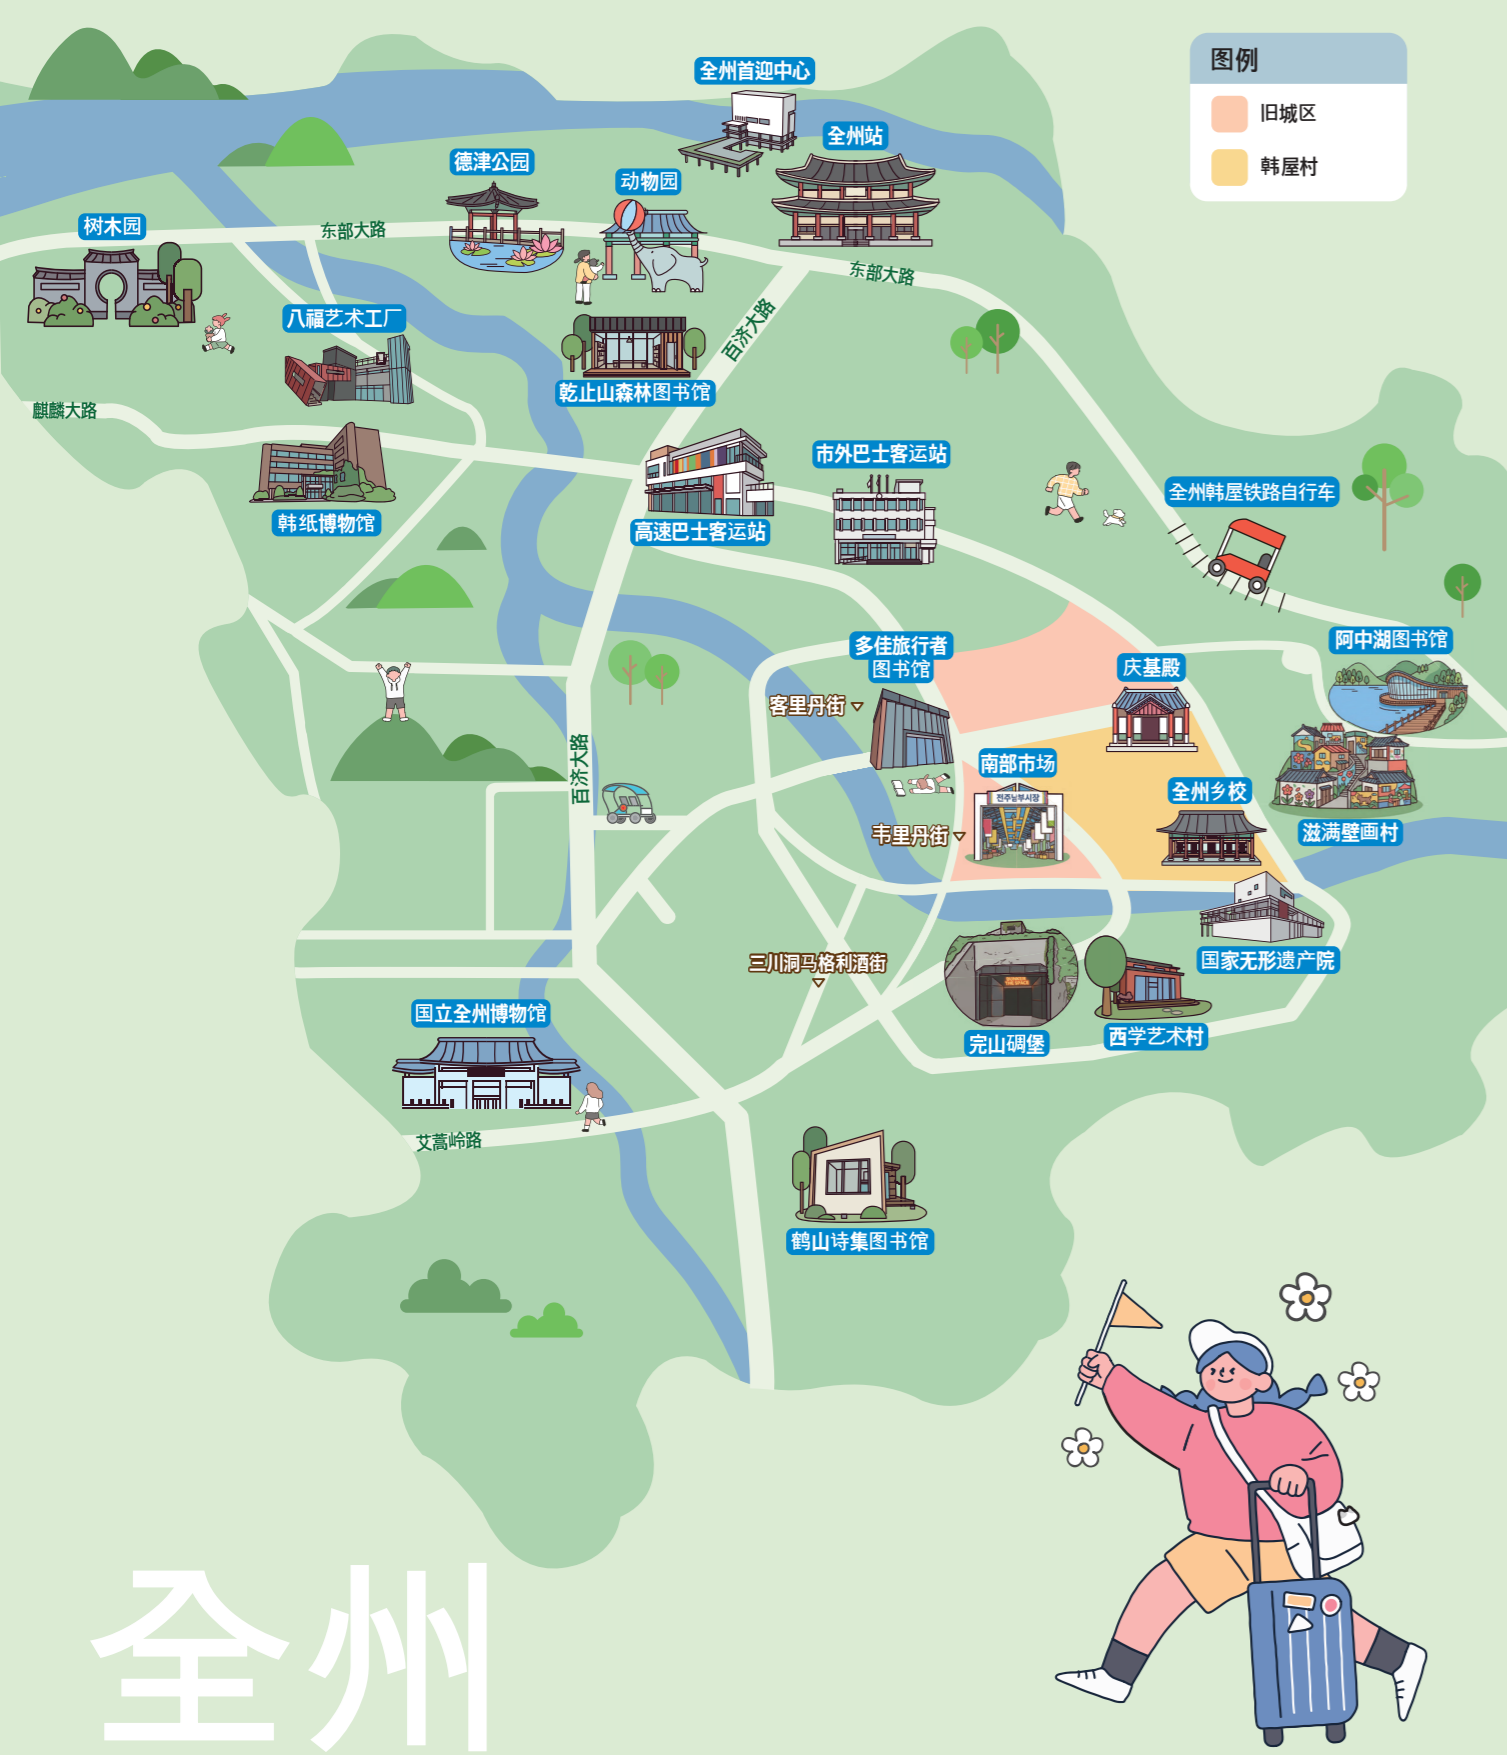 图例
旧城区
韩屋村
全州首迎中心
全州站
德津公园
动物园
树木园
东部大路
东部大路
八福艺术工厂
百济大路
乾止山森林图书馆
麒麟大路
市外巴士客运站
全州韩屋铁路自行车
韩纸博物馆
高速巴士客运站
多佳旅行者
图书馆
阿中湖图书馆
庆基殿
客里丹街
南部市场
百济大路
전주남부시장
全州乡校
韦里丹街
滋满壁画村
三川洞马格利酒街
国家无形遗产院
国立全州博物馆
完山碉堡
西学艺术村
艾蒿岭路
鹤山诗集图书馆
全州